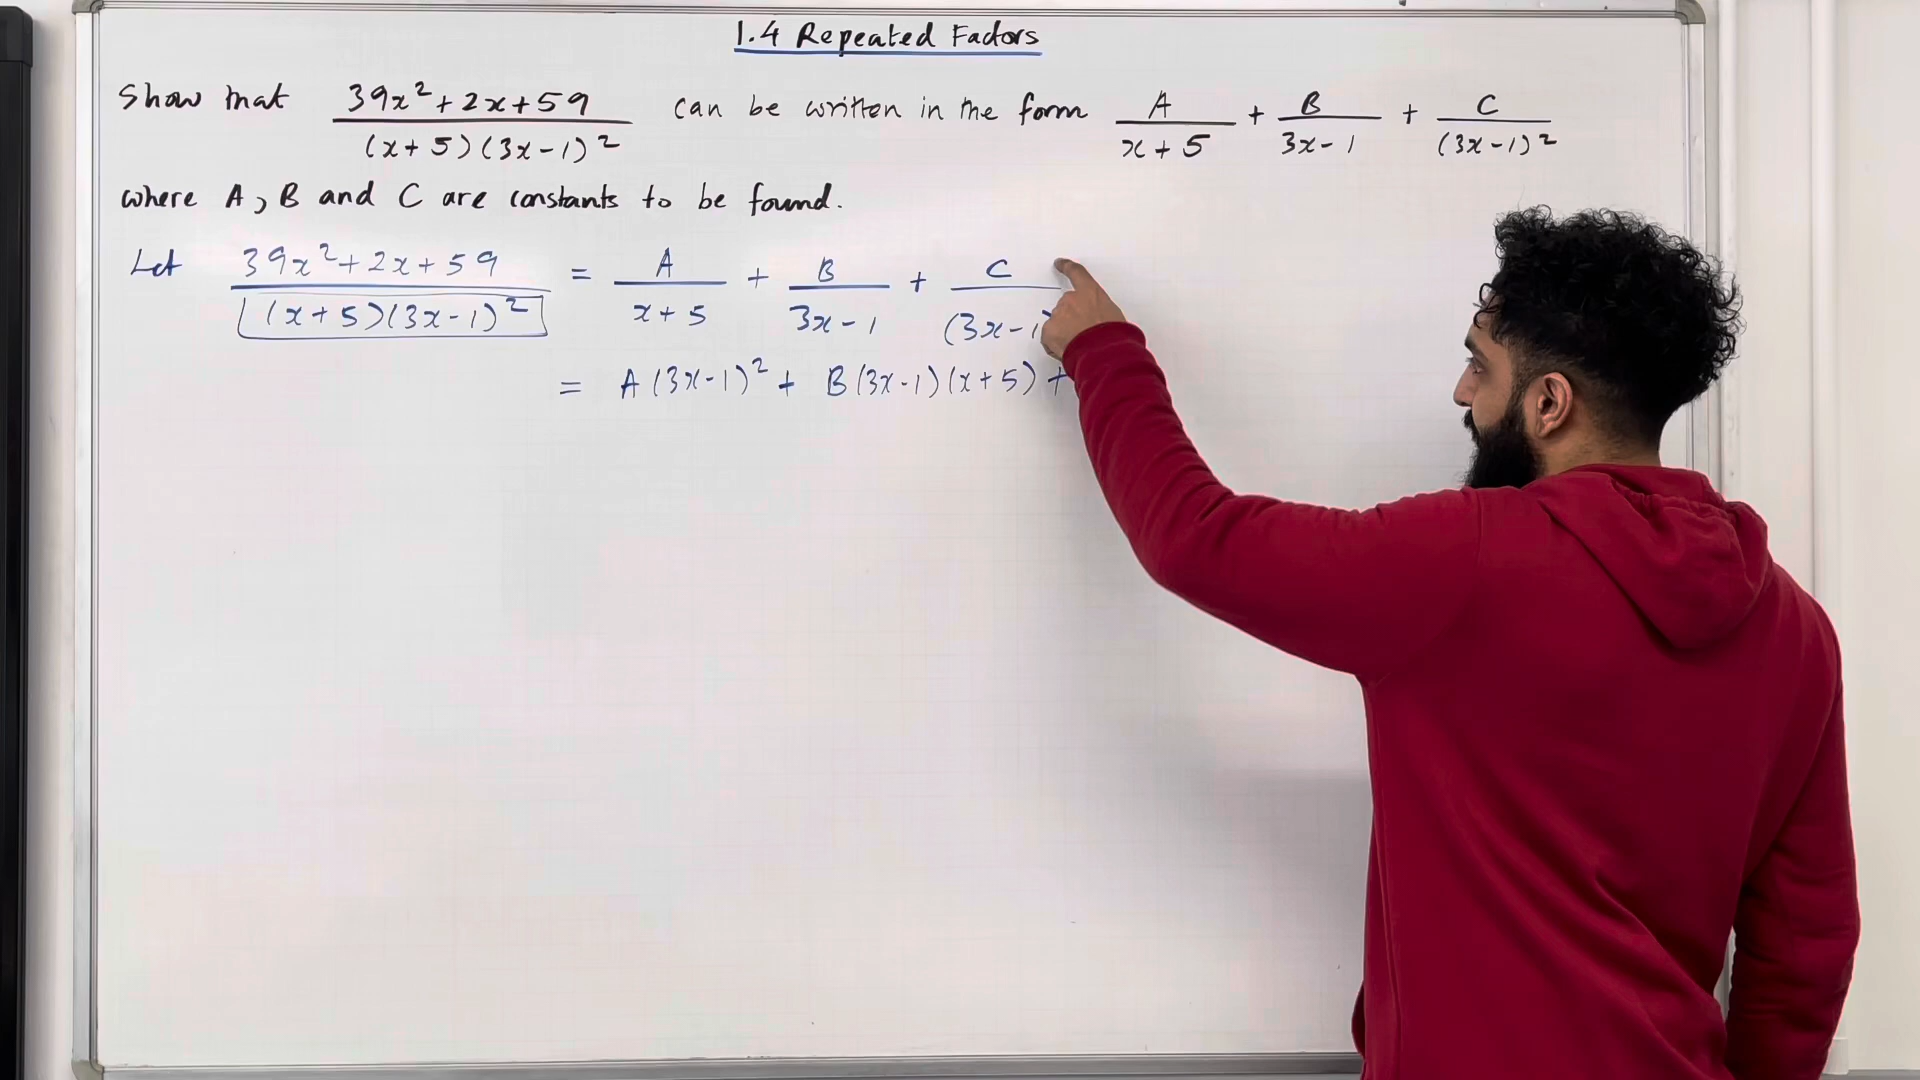 1.4 Repeated Factors
Show that (39x²+2x+59)/((x+5)(3x-1)²) can be written in the form A/(x+5) + B/(3x-1) + C/(3x-1)²
where A, B and C are constants to be found.
Let (39x²+2x+59)/((x+5)(3x-1)²) = A/(x+5) + B/(3x-1) + C/(3x-1
= A(3x-1)² + B(3x-1)(x+5) +